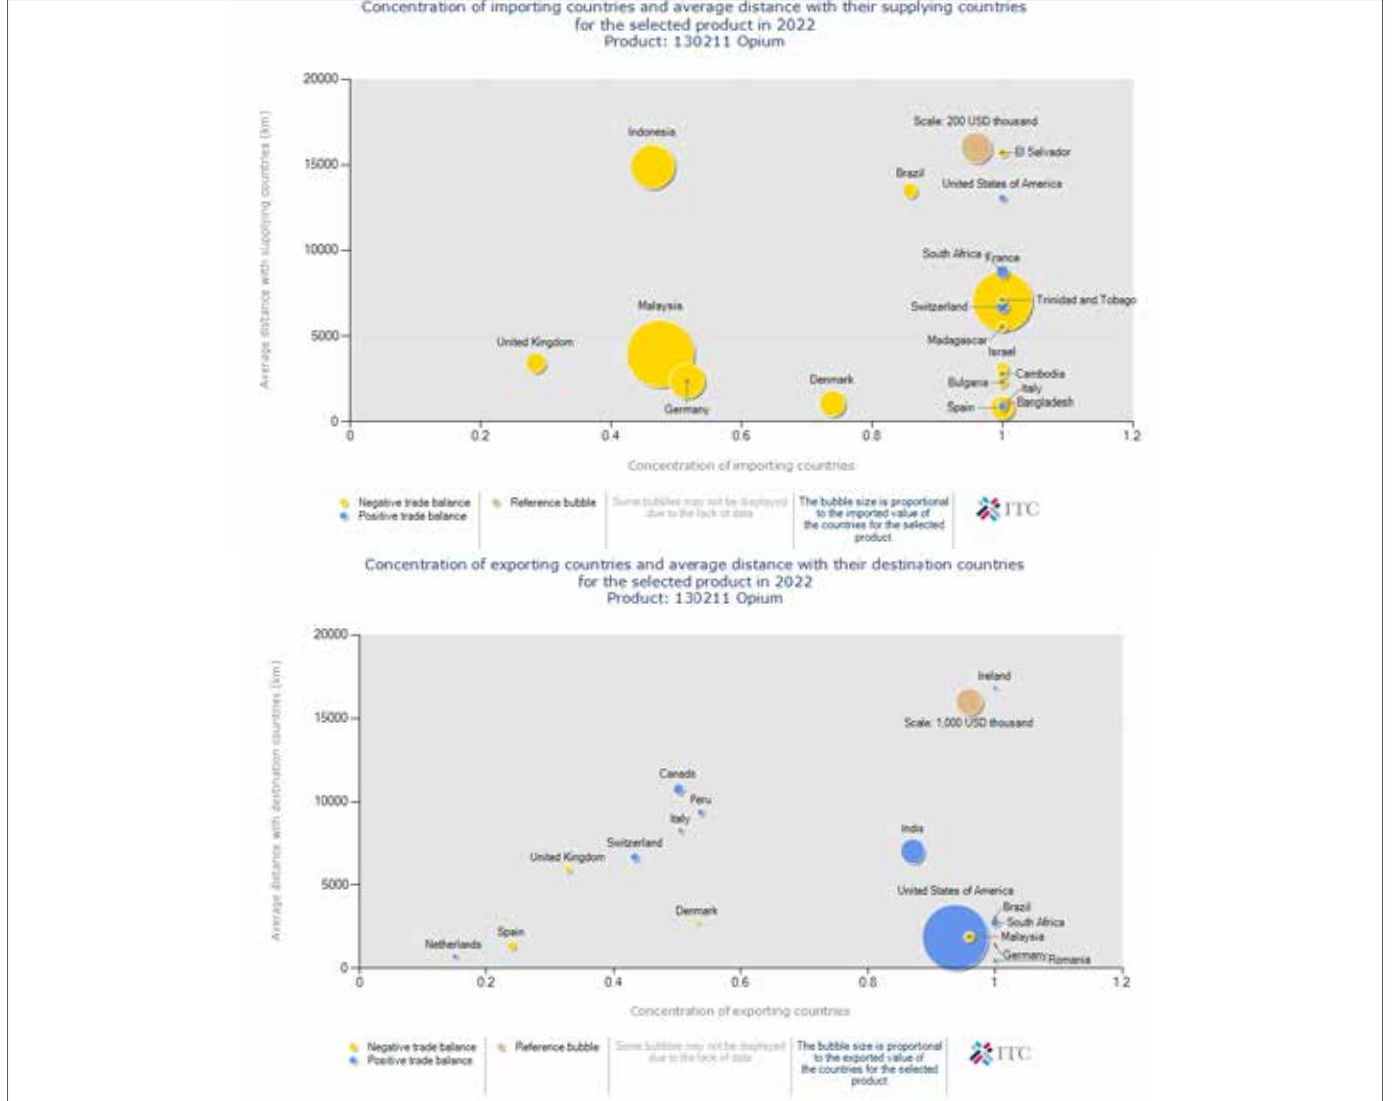 Concentration of importing countries and average distance with their supplying countries
for the selected product in 2022
Product: 130211 Opium
20000
15000
10000
5000
0
Average distance with supplying countries (km)
Indonesia
Scale: 200 USD thousand
El Salvador
Brazil
United States of America
South Africa
France
Malaysia
Trinidad and Tobago
Switzerland
United Kingdom
Madagascar
Israel
Denmark
Cambodia
Bulgaria
Italy
Germany
Spain
Bangladesh
0 0.2 0.4 0.6 0.8 1 1.2
Concentration of importing countries
Negative trade balance
Positive trade balance
Reference bubble
Some bubbles may not be displayed
due to the lack of data
The bubble size is proportional
to the imported value of
the countries for the selected
product
ITC
Concentration of exporting countries and average distance with their destination countries
for the selected product in 2022
Product: 130211 Opium
20000
15000
10000
5000
0
Average distance with destination countries (km)
Ireland
Scale: 1,000 USD thousand
Canada
Peru
Italy
India
Switzerland
United Kingdom
United States of America
Brazil
Denmark
South Africa
Spain
Malaysia
Netherlands
Germany
Romania
0 0.2 0.4 0.6 0.8 1 1.2
Concentration of exporting countries
Negative trade balance
Positive trade balance
Reference bubble
Some bubbles may not be displayed
due to the lack of data
The bubble size is proportional
to the exported value of
the countries for the selected
product
ITC